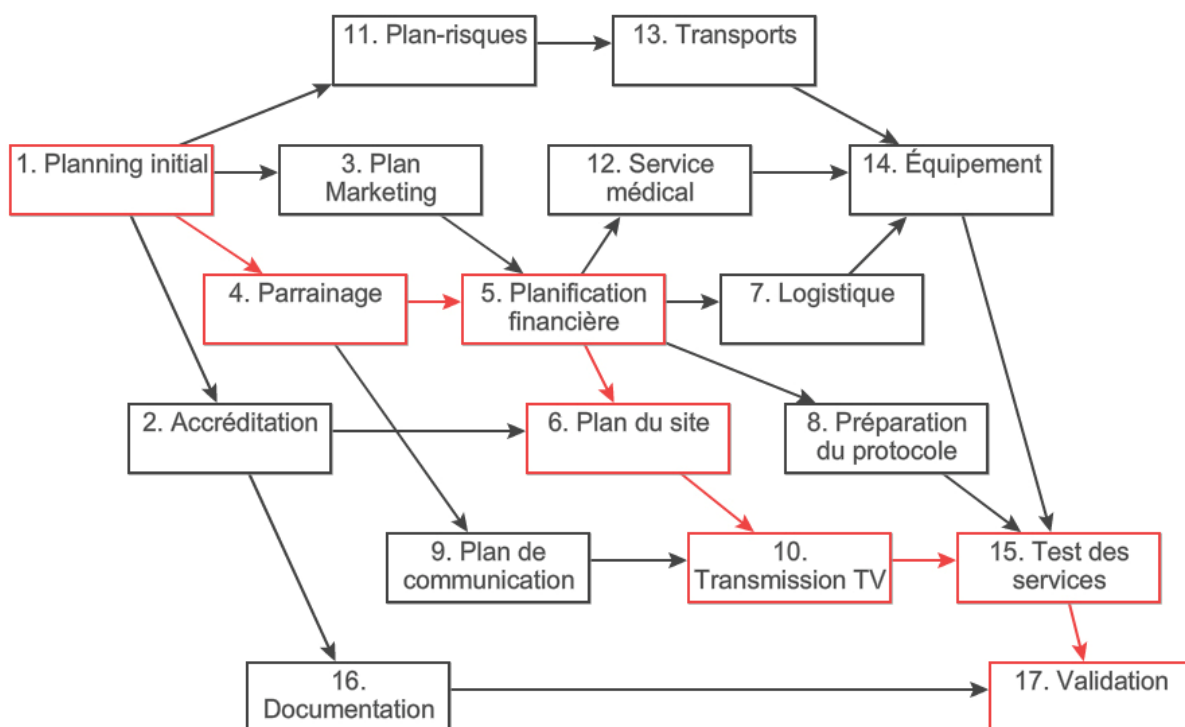 11. Plan-risques
13. Transports
1. Planning initial
3. Plan
Marketing
12. Service
médical
14. Équipement
4. Parrainage
5. Planification
financière
7. Logistique
2. Accréditation
6. Plan du site
8. Préparation
du protocole
9. Plan de
communication
10.
Transmission TV
15. Test des
services
16.
Documentation
17. Validation